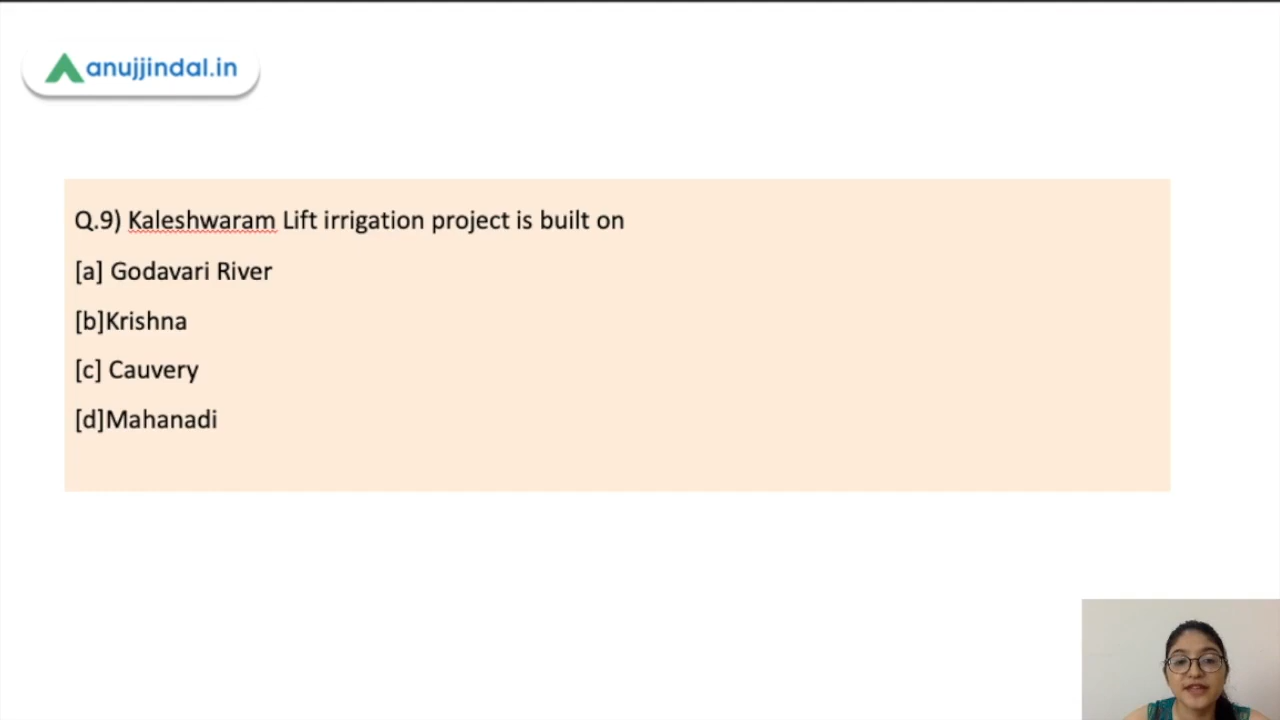 anujjindal.in
Q.9) Kaleshwaram Lift irrigation project is built on
[a] Godavari River
[b]Krishna
[c] Cauvery
[d]Mahanadi